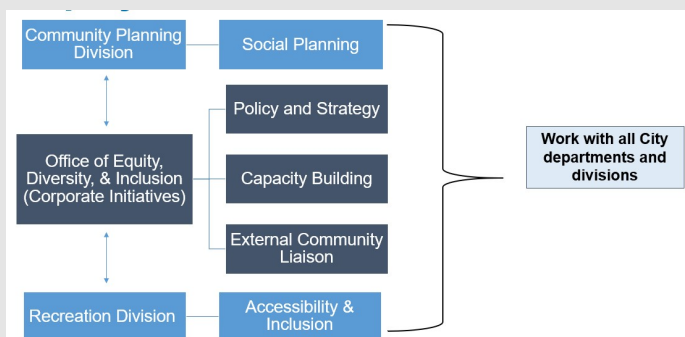 Community Planning
Division
Social Planning
Policy and Strategy
Office of Equity,
Diversity, & Inclusion
(Corporate Initiatives)
Capacity Building
External Community
Liaison
Recreation Division
Accessibility &
Inclusion
Work with all City
departments and
divisions